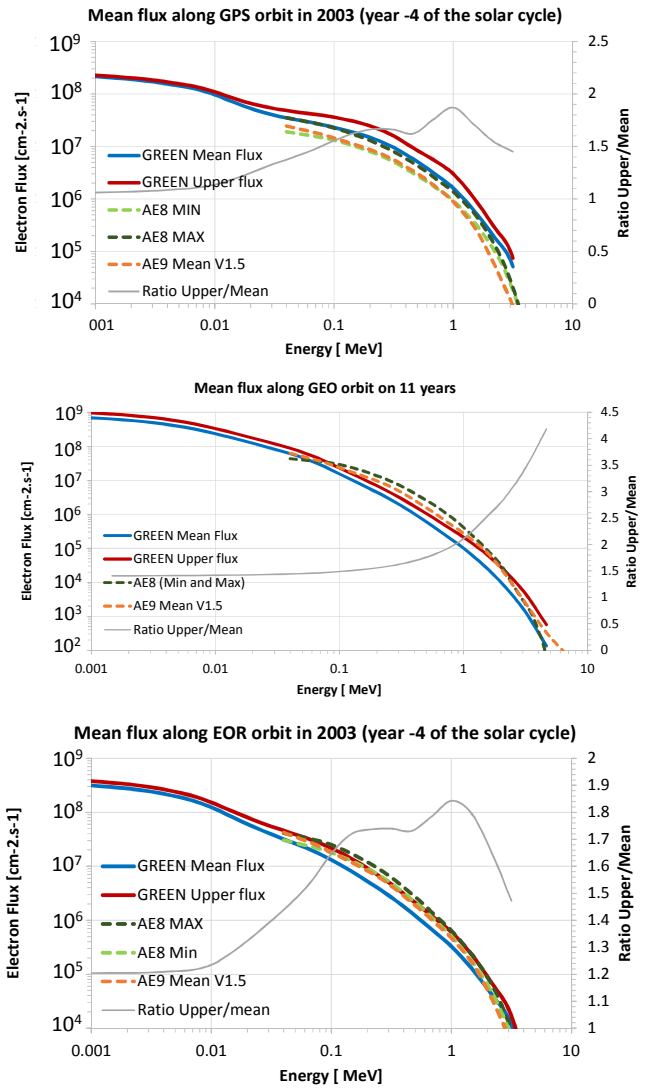 Mean flux along GPS orbit in 2003 (year -4 of the solar cycle)
Electron Flux [cm-2.s-1]
10⁹
10⁸
10⁷
10⁶
10⁵
10⁴
GREEN Mean Flux
GREEN Upper flux
AE8 MIN
AE8 MAX
AE9 Mean V1.5
Ratio Upper/Mean
2.5
2
1.5
1
0.5
0
Ratio Upper/Mean
001 0.01 0.1 1 10
Energy [ MeV]
Mean flux along GEO orbit on 11 years
Electron Flux [cm-2.s-1]
10⁹
10⁸
10⁷
10⁶
10⁵
10⁴
10³
10²
GREEN Mean Flux
GREEN Upper flux
AE8 (Min and Max)
AE9 Mean V1.5
Ratio Upper/Mean
4.5
4
3.5
3
2.5
2
1.5
1
0.5
0
Ratio Upper/Mean
0.001 0.01 0.1 1 10
Energy [ MeV]
Mean flux along EOR orbit in 2003 (year -4 of the solar cycle)
Electron Flux [cm-2.s-1]
10⁹
10⁸
10⁷
10⁶
10⁵
10⁴
GREEN Mean Flux
GREEN Upper flux
AE8 MAX
AE8 Min
AE9 Mean V1.5
Ratio Upper/mean
2
1.9
1.8
1.7
1.6
1.5
1.4
1.3
1.2
1.1
1
Ratio Upper/Mean
0.001 0.01 0.1 1 10
Energy [ MeV]